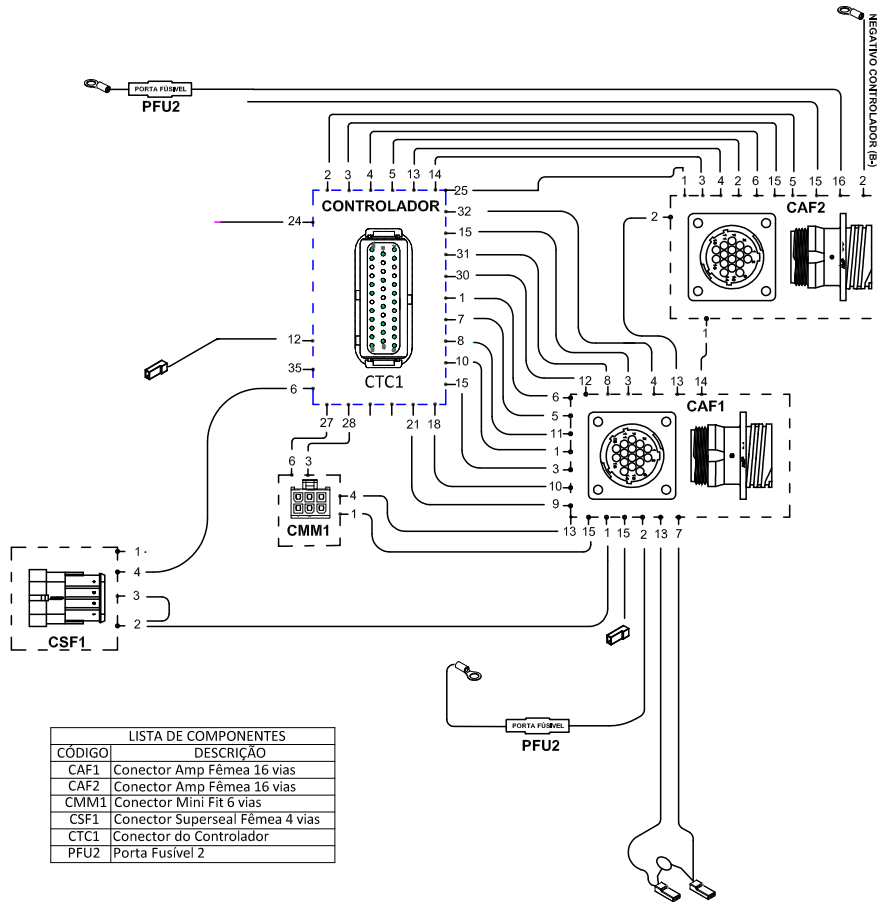 NEGATIVO CONTROLADOR (B-)
PORTA FÚSIVEL
PFU2
2 3 4 5 13 14
25
1 3 4 2 6 15 5 15 16 2
CONTROLADOR
CAF2
24
32
2
15
31
30
1
7
12
8
1
35
10
CTC1
15
6
12 8 3 4 13 14
CAF1
6
5
11
1
3
10
9
27 28 21 18
6 3
4
1
CMM1
13 15 1 15 2 13 7
1
4
3
2
CSF1
PORTA FÚSIVEL
PFU2
LISTA DE COMPONENTES
CÓDIGO DESCRIÇÃO
CAF1 Conector Amp Fêmea 16 vias
CAF2 Conector Amp Fêmea 16 vias
CMM1 Conector Mini Fit 6 vias
CSF1 Conector Superseal Fêmea 4 vias
CTC1 Conector do Controlador
PFU2 Porta Fusível 2